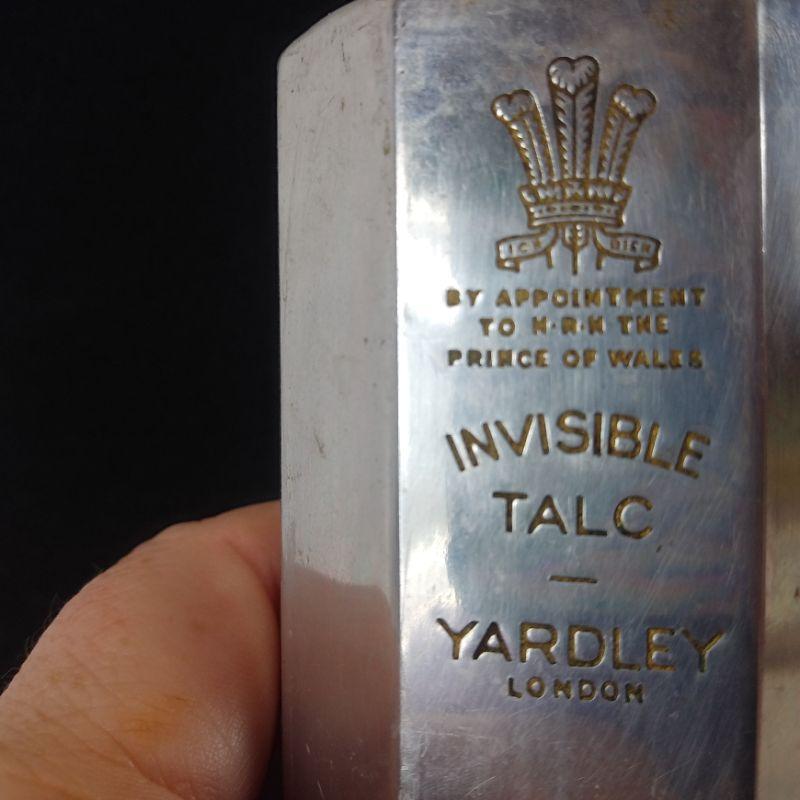 ICH DIEN
BY APPOINTMENT
TO H·R·H THE
PRINCE OF WALES
INVISIBLE
TALC
YARDLEY
LONDON